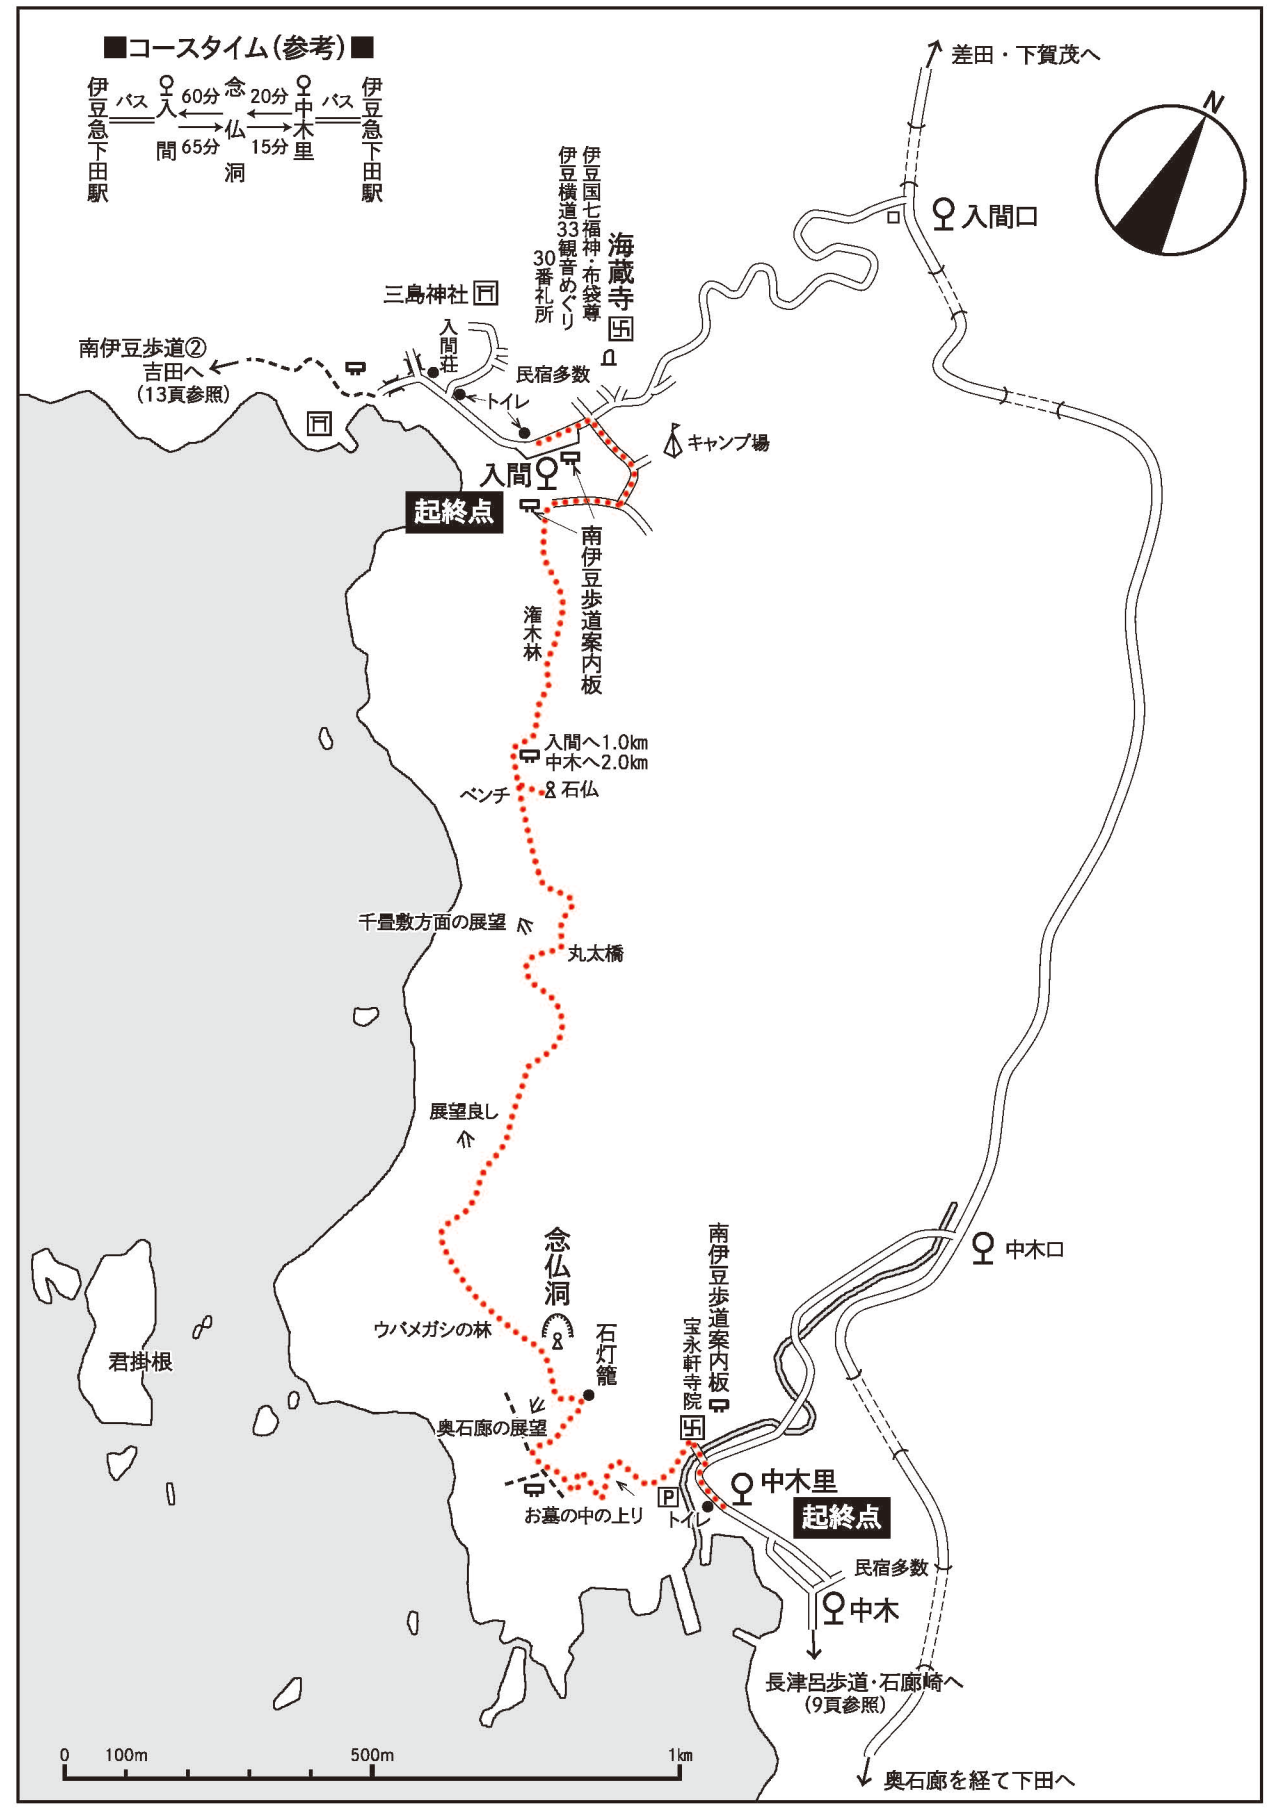 ■コースタイム(参考)■
伊豆急下田駅
バス
入間
60分
65分
念仏洞
20分
15分
中木里
バス
伊豆急下田駅
差田・下賀茂へ
N
入間口
伊豆国七福神・布袋尊
伊豆横道33観音めぐり
30番札所
海蔵寺
三島神社
入間荘
南伊豆歩道②
吉田へ
(13頁参照)
民宿多数
トイレ
キャンプ場
入間
起終点
南伊豆歩道案内板
潅木林
入間へ1.0km
中木へ2.0km
ベンチ
石仏
千畳敷方面の展望
丸太橋
展望良し
念仏洞
南伊豆歩道案内板
中木口
ウバメガシの林
石灯籠
宝永軒寺院
君掛根
奥石廊の展望
中木里
P
お墓の中の上り
トイレ
起終点
民宿多数
中木
長津呂歩道・石廊崎へ
(9頁参照)
0 100m 500m 1km
奥石廊を経て下田へ